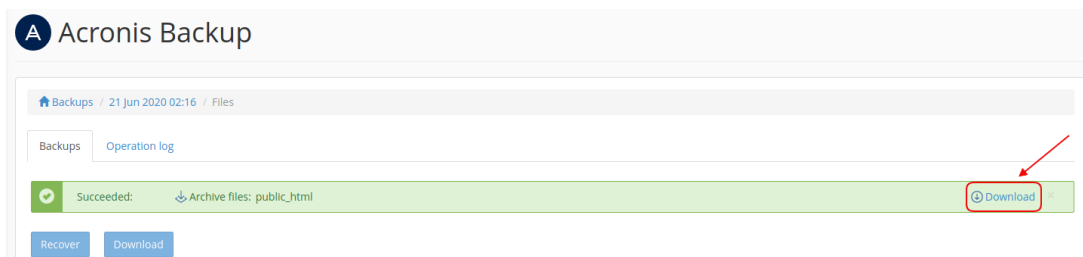 Acronis Backup
Backups / 21 Jun 2020 02:16 / Files
Backups Operation log
Succeeded: Archive files: public_html Download ×
Recover Download